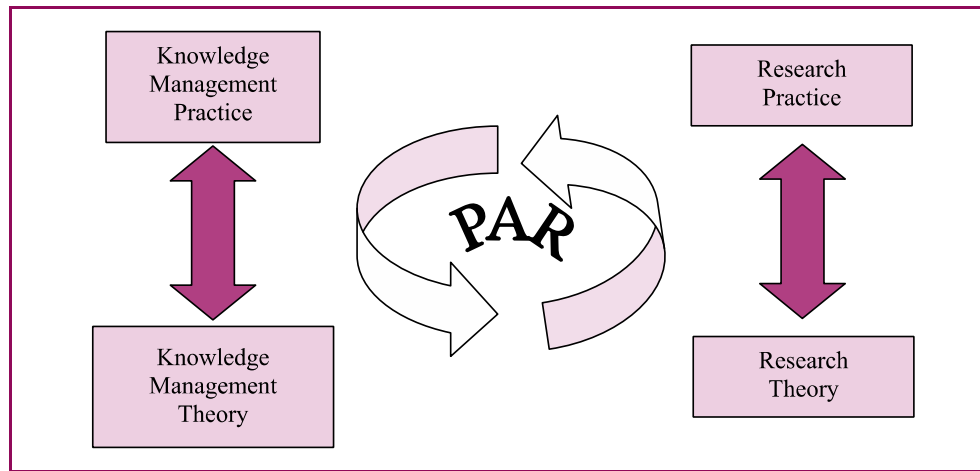 Knowledge
Management
Practice
Research
Practice
PAR
Knowledge
Management
Theory
Research
Theory